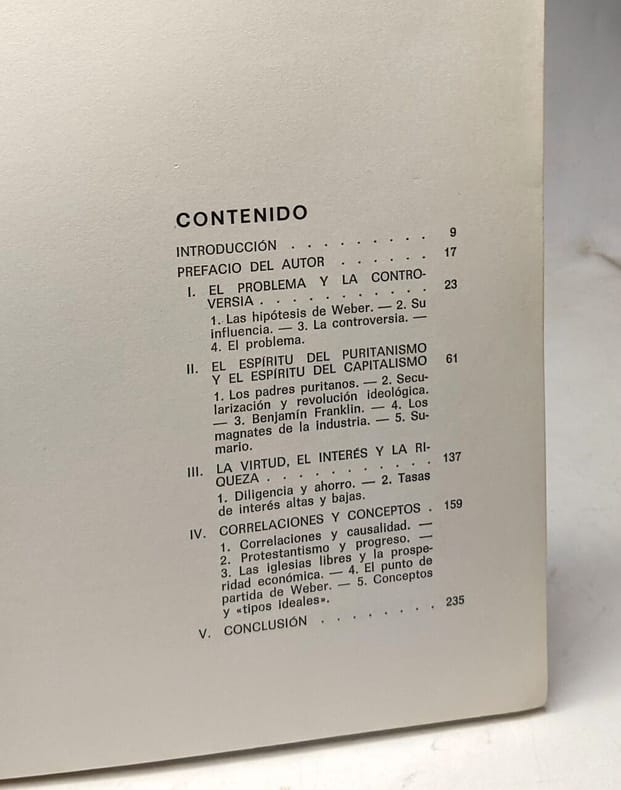 CONTENIDO
INTRODUCCIÓN . . . . . . . . . 9
PREFACIO DEL AUTOR . . . . . . 17
I. EL PROBLEMA Y LA CONTRO-
VERSIA . . . . . . . . . . . 23
1. Las hipótesis de Weber. — 2. Su
influencia. — 3. La controversia. —
4. El problema.
II. EL ESPÍRITU DEL PURITANISMO
Y EL ESPÍRITU DEL CAPITALISMO 61
1. Los padres puritanos. — 2. Secu-
larización y revolución ideológica.
— 3. Benjamín Franklin. — 4. Los
magnates de la industria. — 5. Su-
mario.
III. LA VIRTUD, EL INTERÉS Y LA RI-
QUEZA . . . . . . . . . . . 137
1. Diligencia y ahorro. — 2. Tasas
de interés altas y bajas.
IV. CORRELACIONES Y CONCEPTOS . 159
1. Correlaciones y causalidad. —
2. Protestantismo y progreso. —
3. Las iglesias libres y la prospe-
ridad económica. — 4. El punto de
partida de Weber. — 5. Conceptos
y «tipos ideales».
V. CONCLUSIÓN . . . . . . . . 235